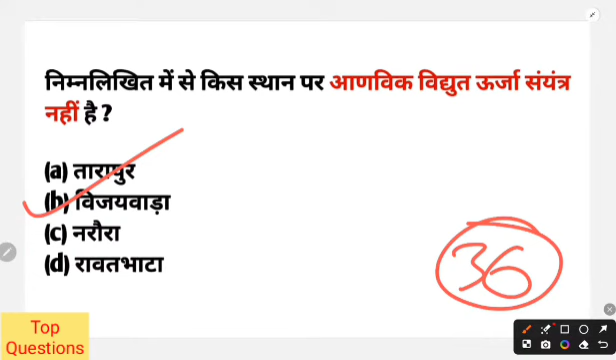 निम्नलिखित में से किस स्थान पर आणविक विद्युत ऊर्जा संयंत्र
नहीं है ?
(a) तारापुर
(b) विजयवाड़ा
(c) नरौरा
(d) रावतभाटा
36
Top
Questions